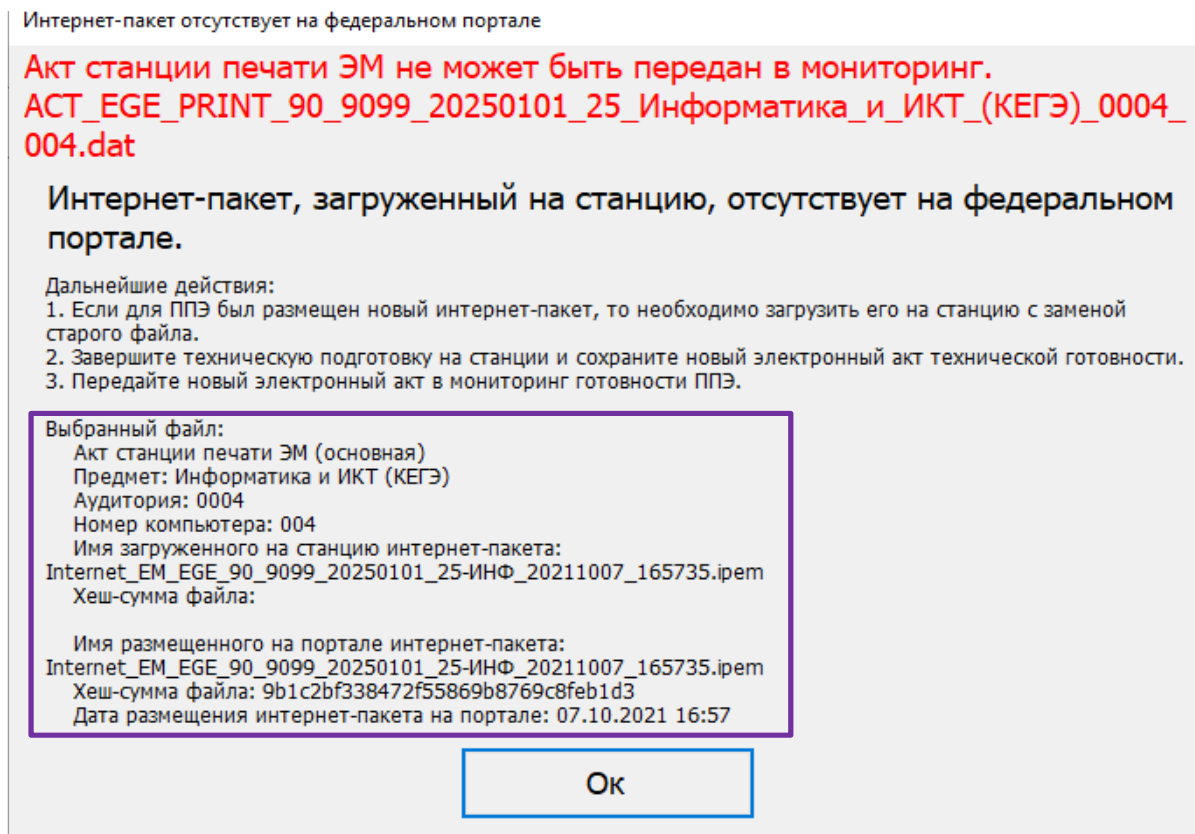 Интернет-пакет отсутствует на федеральном портале
Акт станции печати ЭМ не может быть передан в мониторинг.
ACT_EGE_PRINT_90_9099_20250101_25_Информатика_и_ИКТ_(КЕГЭ)_0004_
004.dat
Интернет-пакет, загруженный на станцию, отсутствует на федеральном
портале.
Дальнейшие действия:
1. Если для ППЭ был размещен новый интернет-пакет, то необходимо загрузить его на станцию с заменой
старого файла.
2. Завершите техническую подготовку на станции и сохраните новый электронный акт технической готовности.
3. Передайте новый электронный акт в мониторинг готовности ППЭ.
Выбранный файл:
Акт станции печати ЭМ (основная)
Предмет: Информатика и ИКТ (КЕГЭ)
Аудитория: 0004
Номер компьютера: 004
Имя загруженного на станцию интернет-пакета:
Internet_EM_EGE_90_9099_20250101_25-ИНФ_20211007_165735.ipem
Хеш-сумма файла:
Имя размещенного на портале интернет-пакета:
Internet_EM_EGE_90_9099_20250101_25-ИНФ_20211007_165735.ipem
Хеш-сумма файла: 9b1c2bf338472f55869b8769c8feb1d3
Дата размещения интернет-пакета на портале: 07.10.2021 16:57
Ок